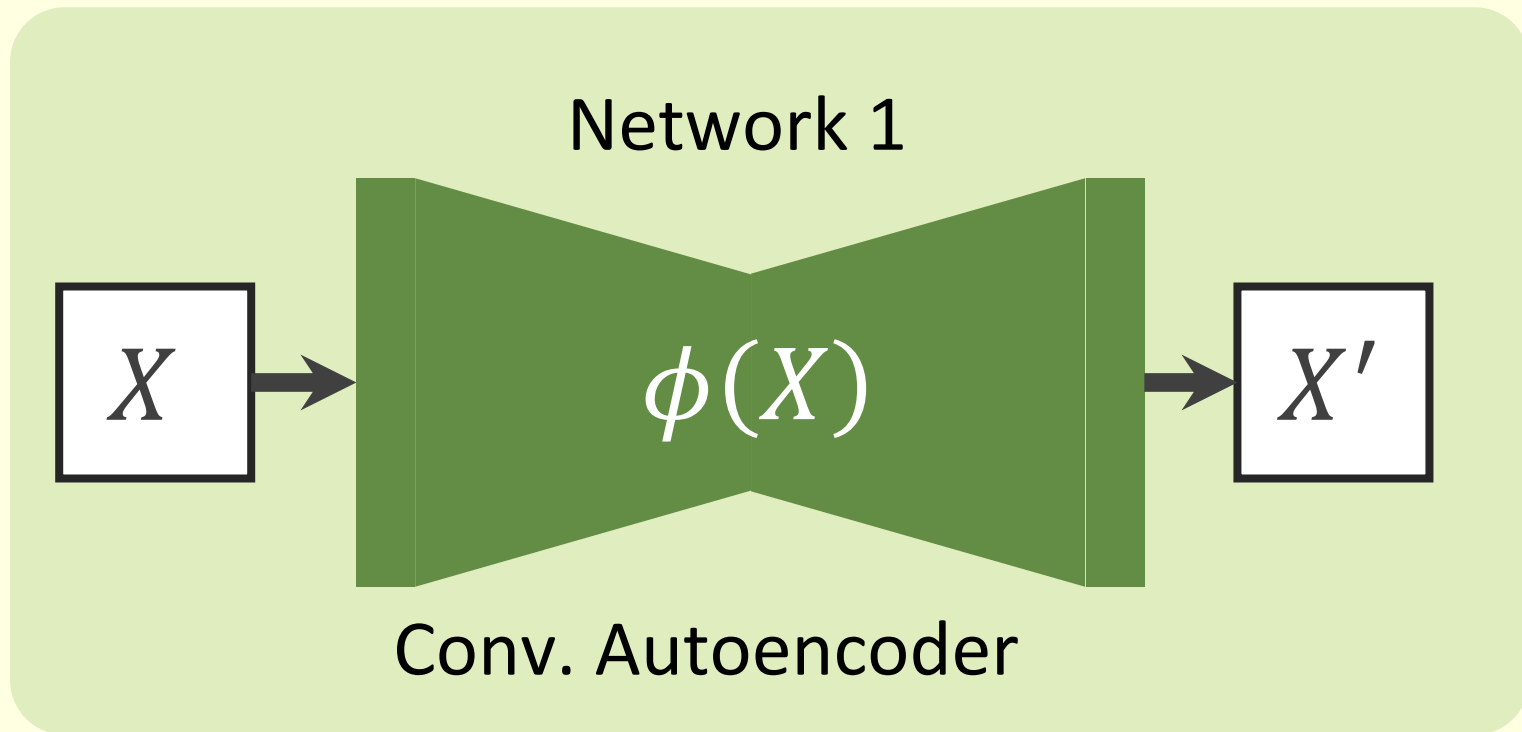 Network 1
X
ϕ(X)
X′
Conv. Autoencoder